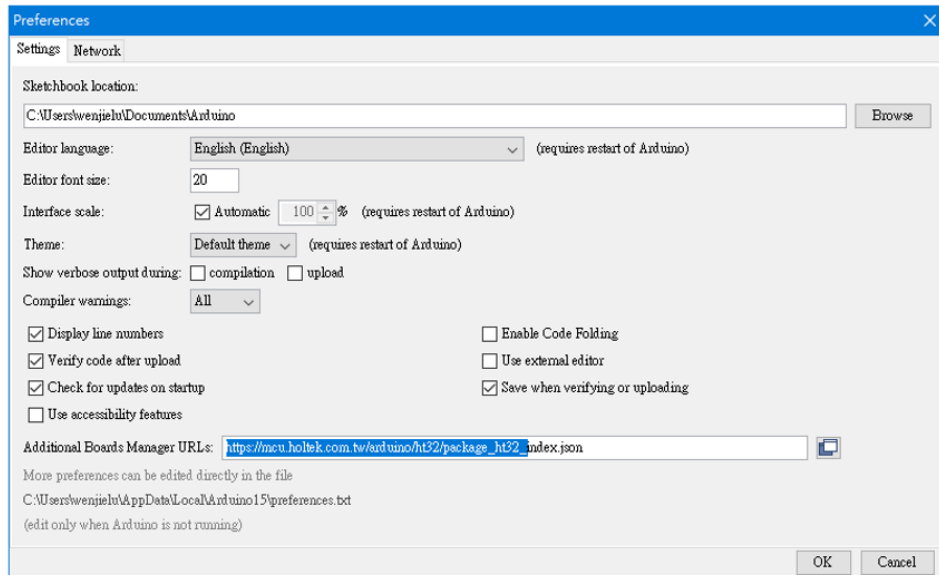 Preferences
Settings Network
Sketchbook location:
C:\Users\wenjielu\Documents\Arduino Browse
Editor language: English (English) (requires restart of Arduino)
Editor font size: 20
Interface scale: Automatic 100 % (requires restart of Arduino)
Theme: Default theme (requires restart of Arduino)
Show verbose output during: compilation upload
Compiler warnings: All
Display line numbers Enable Code Folding
Verify code after upload Use external editor
Check for updates on startup Save when verifying or uploading
Use accessibility features
Additional Boards Manager URLs: https://mcu.holtek.com.tw/arduino/ht32/package_ht32_index.json
More preferences can be edited directly in the file
C:\Users\wenjielu\AppData\Local\Arduino15\preferences.txt
(edit only when Arduino is not running)
OK Cancel